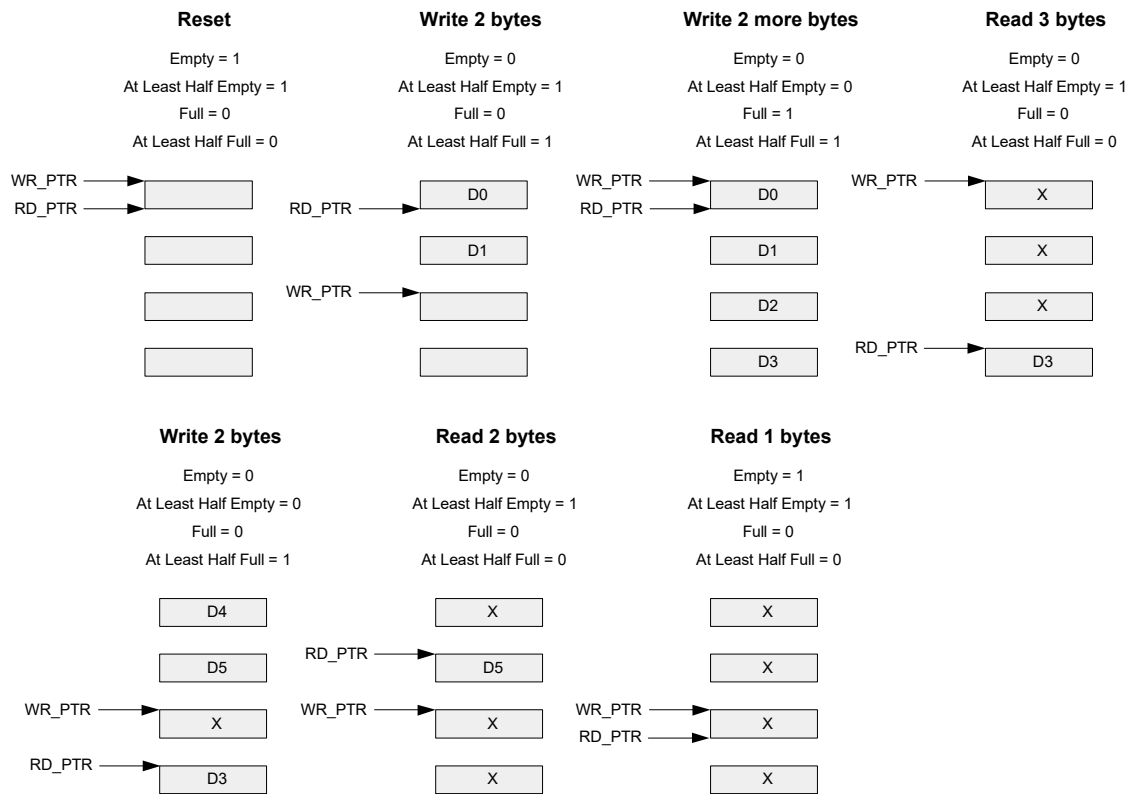 Reset
Empty = 1
At Least Half Empty = 1
Full = 0
At Least Half Full = 0
WR_PTR
RD_PTR
Write 2 bytes
Empty = 0
At Least Half Empty = 1
Full = 0
At Least Half Full = 1
D0
RD_PTR
D1
WR_PTR
Write 2 more bytes
Empty = 0
At Least Half Empty = 0
Full = 1
At Least Half Full = 1
WR_PTR
D0
RD_PTR
D1
D2
D3
Read 3 bytes
Empty = 0
At Least Half Empty = 1
Full = 0
At Least Half Full = 0
WR_PTR
X
X
X
RD_PTR
D3
Write 2 bytes
Empty = 0
At Least Half Empty = 0
Full = 0
At Least Half Full = 1
D4
D5
WR_PTR
X
RD_PTR
D3
Read 2 bytes
Empty = 0
At Least Half Empty = 1
Full = 0
At Least Half Full = 0
X
RD_PTR
D5
WR_PTR
X
X
Read 1 bytes
Empty = 1
At Least Half Empty = 1
Full = 0
At Least Half Full = 0
X
X
WR_PTR
X
RD_PTR
X